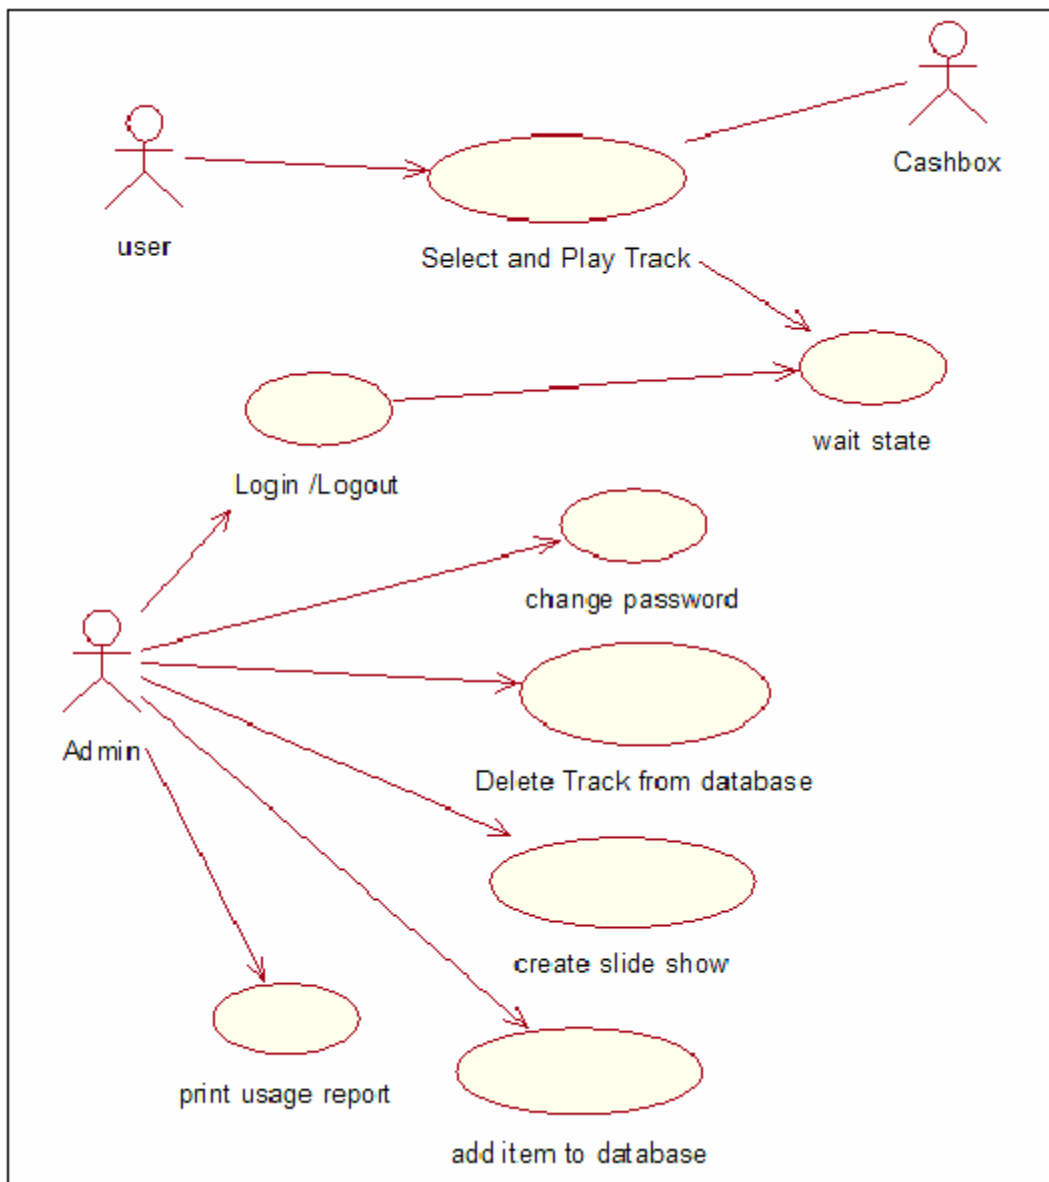 Cashbox
user
Select and Play Track
wait state
Login /Logout
change password
Admin
Delete Track from database
create slide show
print usage report
add item to database